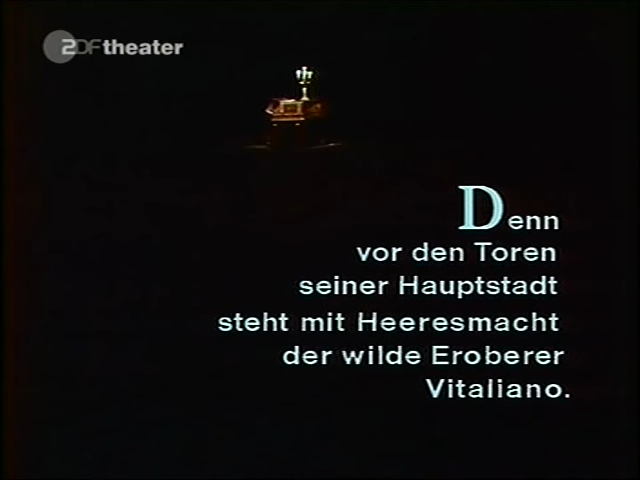 ZDFtheater
Denn
vor den Toren
seiner Hauptstadt
steht mit Heeresmacht
der wilde Eroberer
Vitaliano.